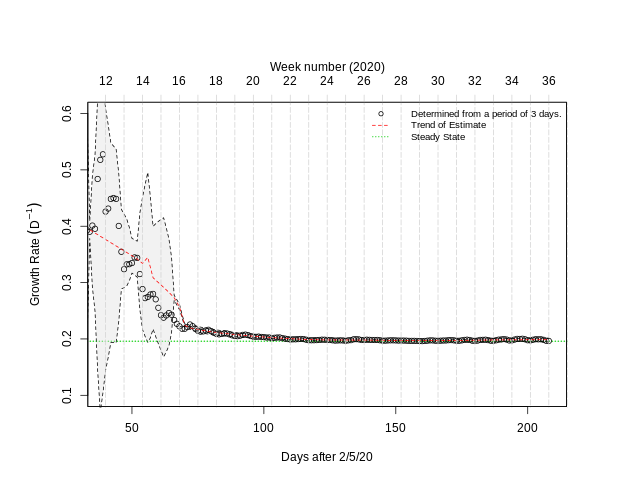 Week number (2020)
12 14 16 18 20 22 24 26 28 30 32 34 36
Determined from a period of 3 days.
Trend of Estimate
Steady State
0.6
0.5
0.4
0.3
0.2
0.1
Growth Rate (D⁻¹)
50 100 150 200
Days after 2/5/20